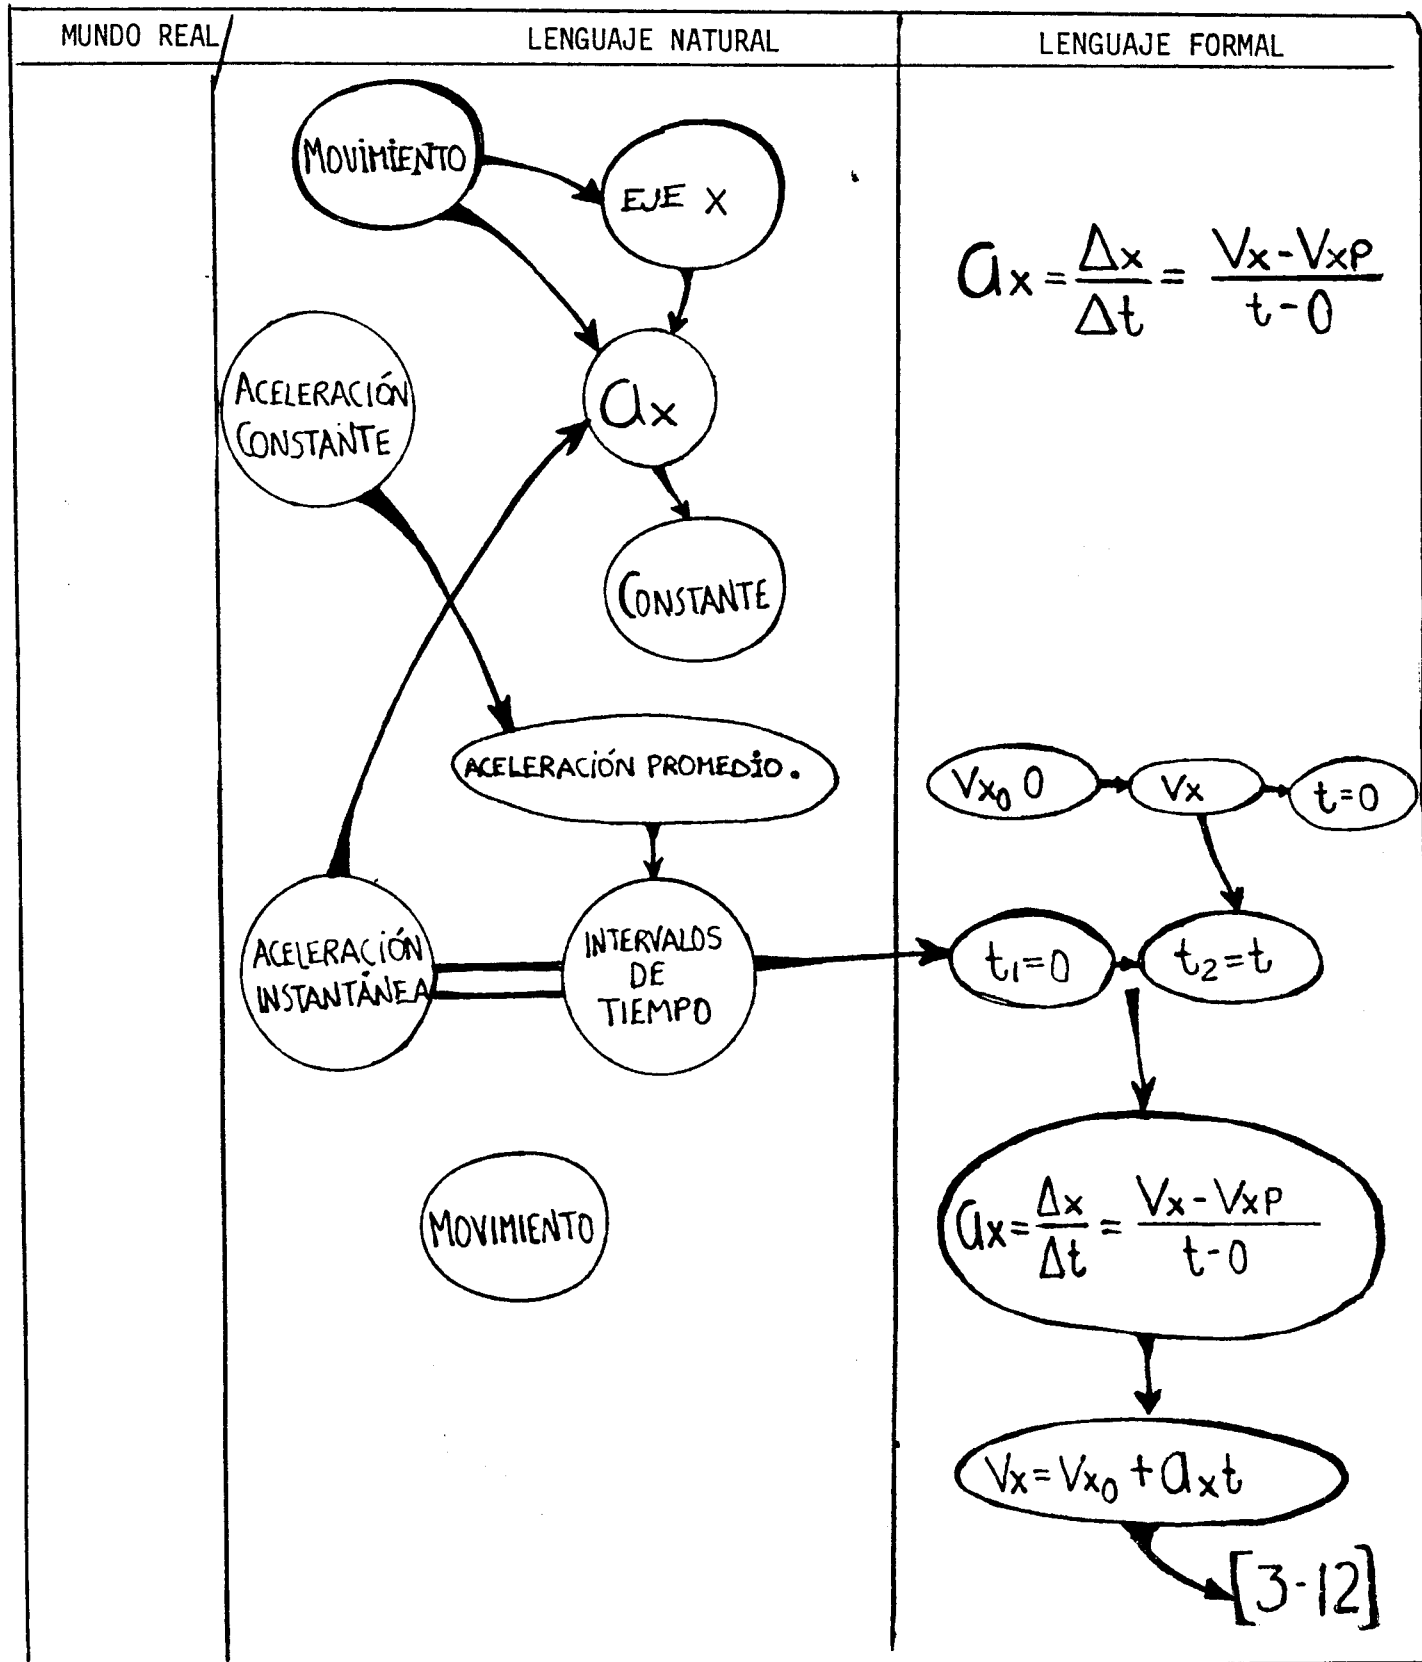 MUNDO REAL
LENGUAJE NATURAL
LENGUAJE FORMAL
MOVIMIENTO
EJE X
ax = Δx/Δt = Vx-Vxp/t-0
ACELERACIÓN
CONSTANTE
ax
CONSTANTE
ACELERACIÓN PROMEDIO.
Vx₀ 0
Vx
t=0
ACELERACIÓN
INSTANTÁNEA
INTERVALOS
DE
TIEMPO
t₁=0
t₂=t
MOVIMIENTO
ax = Δx/Δt = Vx-Vxp/t-0
Vx = Vx₀ + axt
[3-12]